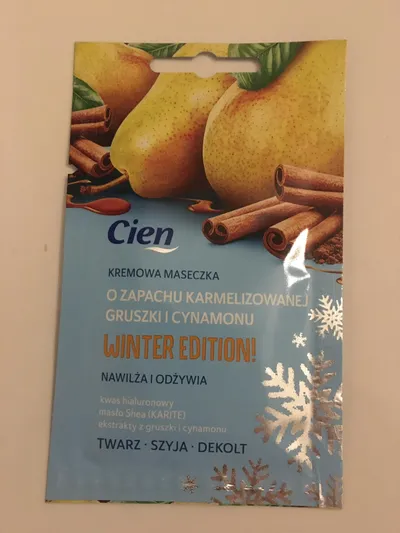 Cien
KREMOWA MASECZKA
O ZAPACHU KARMELIZOWANEJ
GRUSZKI I CYNAMONU
WINTER EDITION!
NAWILŻA I ODŻYWIA
kwas hialuronowy
masło Shea (KARITE)
ekstrakty z gruszki i cynamonu
TWARZ · SZYJA · DEKOLT